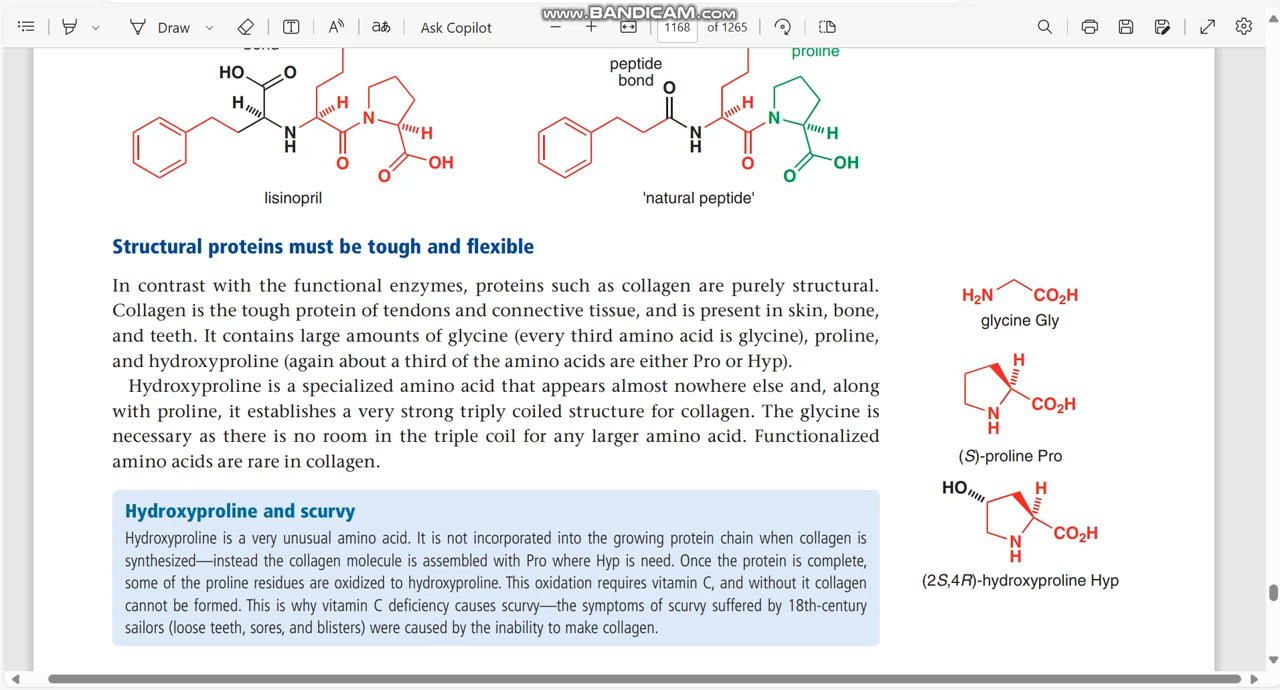 www.BANDICAM.com
Draw
aあ
Ask Copilot
1168 of 1265
peptide
bond
proline
HO
O
H
H
N
H
N
O
O
OH
lisinopril
O
H
N
H
N
O
H
O
OH
'natural peptide'
Structural proteins must be tough and flexible
In contrast with the functional enzymes, proteins such as collagen are purely structural.
Collagen is the tough protein of tendons and connective tissue, and is present in skin, bone,
and teeth. It contains large amounts of glycine (every third amino acid is glycine), proline,
and hydroxyproline (again about a third of the amino acids are either Pro or Hyp).
Hydroxyproline is a specialized amino acid that appears almost nowhere else and, along
with proline, it establishes a very strong triply coiled structure for collagen. The glycine is
necessary as there is no room in the triple coil for any larger amino acid. Functionalized
amino acids are rare in collagen.
H₂N CO₂H
glycine Gly
H
CO₂H
N
H
(S)-proline Pro
HO H
CO₂H
N
H
(2S,4R)-hydroxyproline Hyp
Hydroxyproline and scurvy
Hydroxyproline is a very unusual amino acid. It is not incorporated into the growing protein chain when collagen is
synthesized—instead the collagen molecule is assembled with Pro where Hyp is need. Once the protein is complete,
some of the proline residues are oxidized to hydroxyproline. This oxidation requires vitamin C, and without it collagen
cannot be formed. This is why vitamin C deficiency causes scurvy—the symptoms of scurvy suffered by 18th-century
sailors (loose teeth, sores, and blisters) were caused by the inability to make collagen.